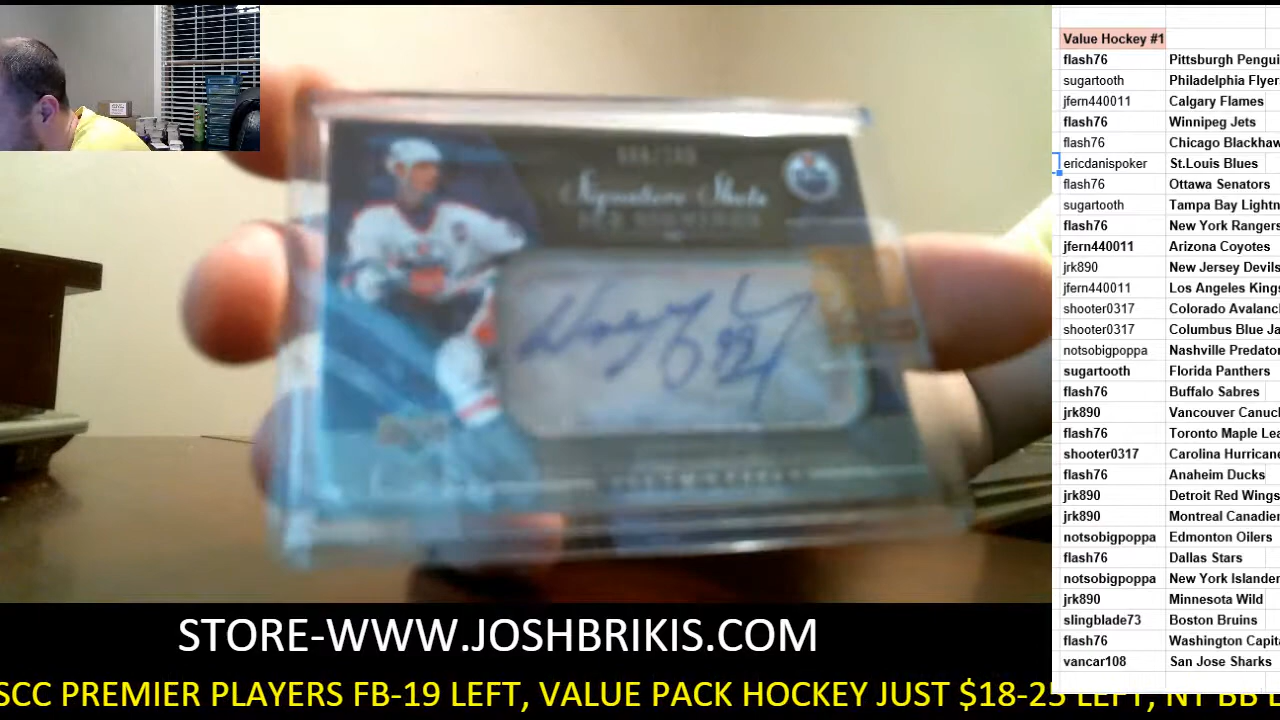 Signature Shots
Value Hockey #1
flash76 Pittsburgh Pengui
sugartooth Philadelphia Flyer
jfern440011 Calgary Flames
flash76 Winnipeg Jets
flash76 Chicago Blackhaw
ericdanispoker St.Louis Blues
flash76 Ottawa Senators
sugartooth Tampa Bay Lightn
flash76 New York Rangers
jfern440011 Arizona Coyotes
jrk890 New Jersey Devils
jfern440011 Los Angeles Kings
shooter0317 Colorado Avalanc
shooter0317 Columbus Blue Ja
notsobigpoppa Nashville Predato
sugartooth Florida Panthers
flash76 Buffalo Sabres
jrk890 Vancouver Canuc
flash76 Toronto Maple Lea
shooter0317 Carolina Hurricane
flash76 Anaheim Ducks
jrk890 Detroit Red Wings
jrk890 Montreal Canadien
notsobigpoppa Edmonton Oilers
flash76 Dallas Stars
notsobigpoppa New York Islander
jrk890 Minnesota Wild
slingblade73 Boston Bruins
flash76 Washington Capita
vancar108 San Jose Sharks
STORE-WWW.JOSHBRIKIS.COM
SCC PREMIER PLAYERS FB-19 LEFT, VALUE PACK HOCKEY JUST $18-25 LEFT, NT BB